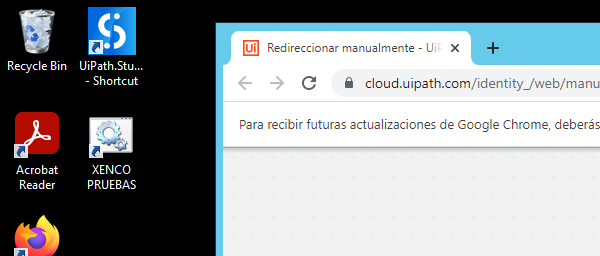 Recycle Bin
UiPath.Stu...
- Shortcut
Acrobat
Reader
XENCO
PRUEBAS
Ui Redireccionar manualmente - UiP
cloud.uipath.com/identity_/web/manu
Para recibir futuras actualizaciones de Google Chrome, deberás